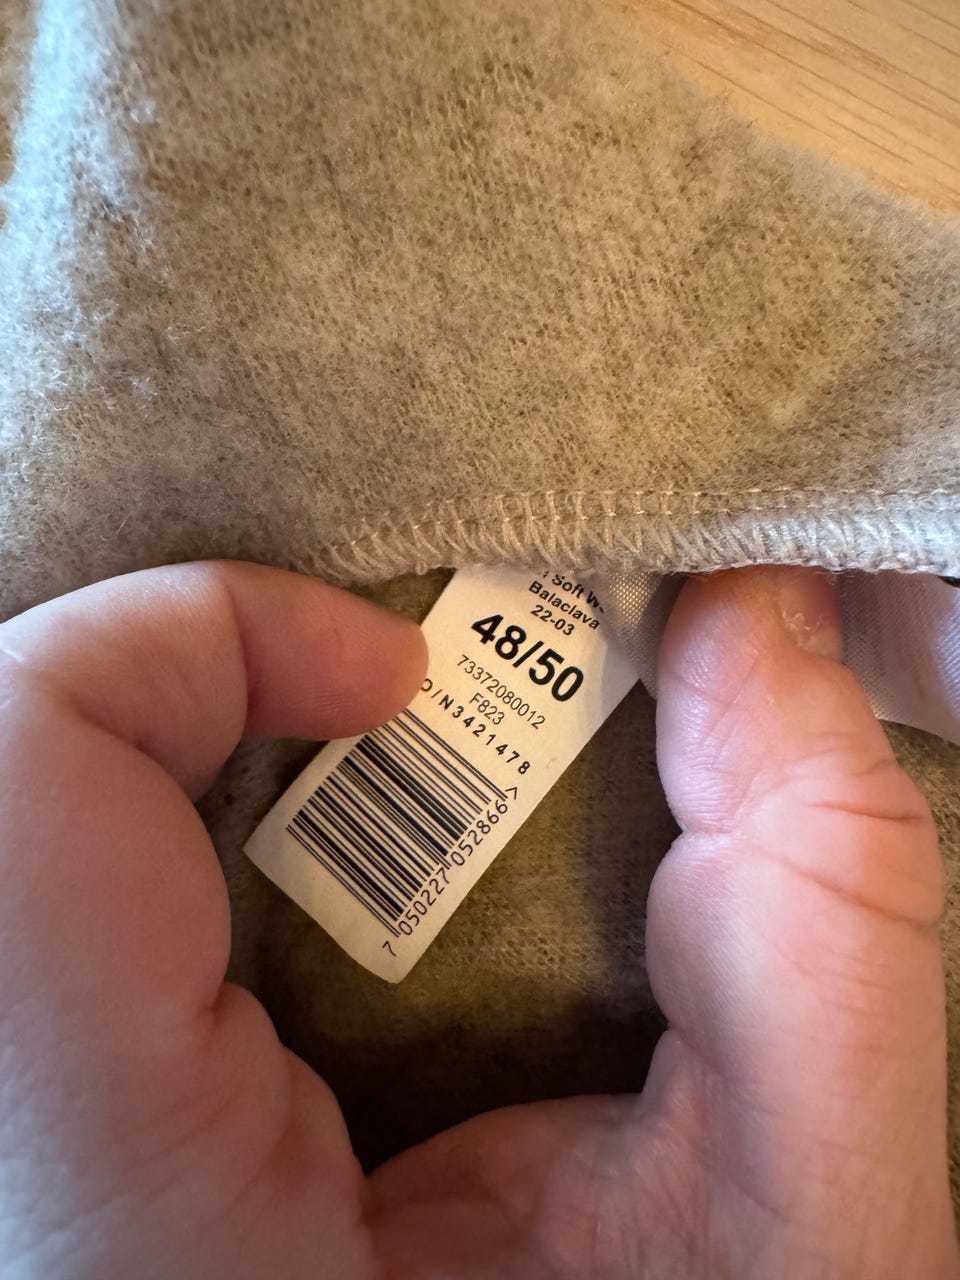 Soft
Balaclava
22-03
48/50
73372080012
F823
O/N3421478
7 050227 052866 >